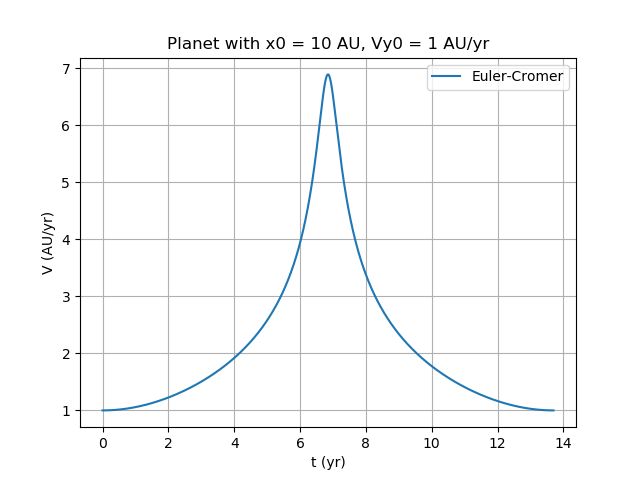 Planet with x0 = 10 AU, Vy0 = 1 AU/yr
Euler-Cromer
7
6
5
4
3
2
1
V (AU/yr)
0 2 4 6 8 10 12 14
t (yr)